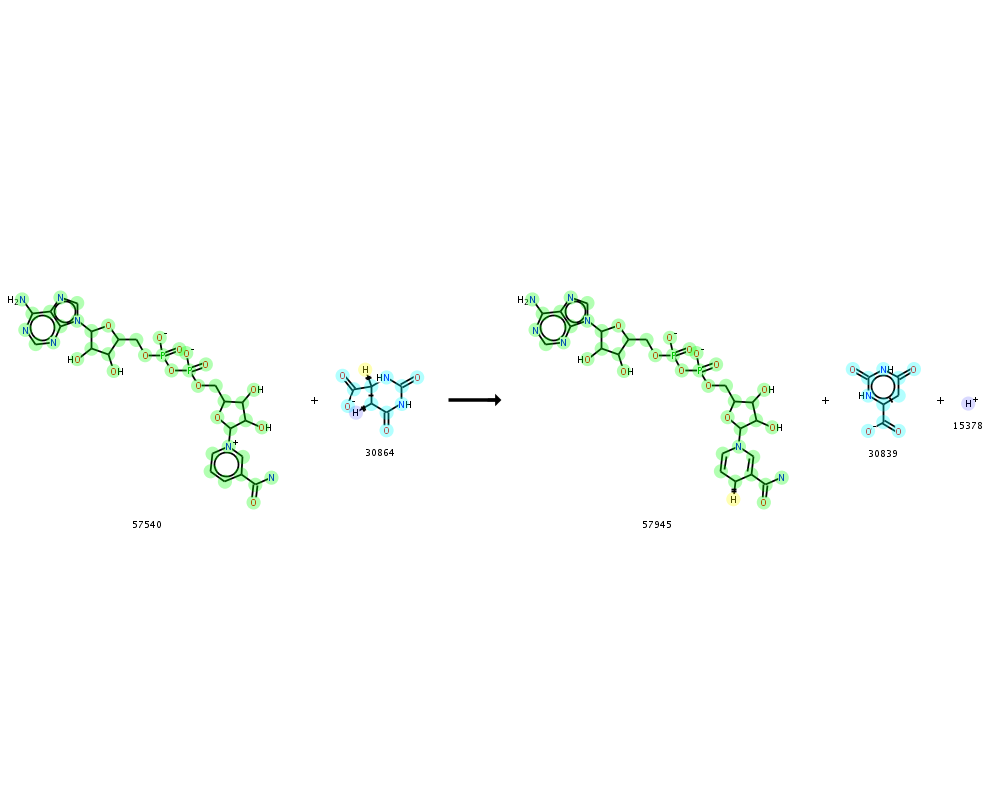 H₂N N N N N O HO OH O O⁻ P O O O⁻ P O O O OH OH N⁺ N O
57540
+
O O⁻ H H HN O NH O
30864
H₂N N N N N O HO OH O O⁻ P O O O⁻ P O O O OH OH N N O H
57945
+
O NH O HN O⁻ O
30839
+
H⁺
15378